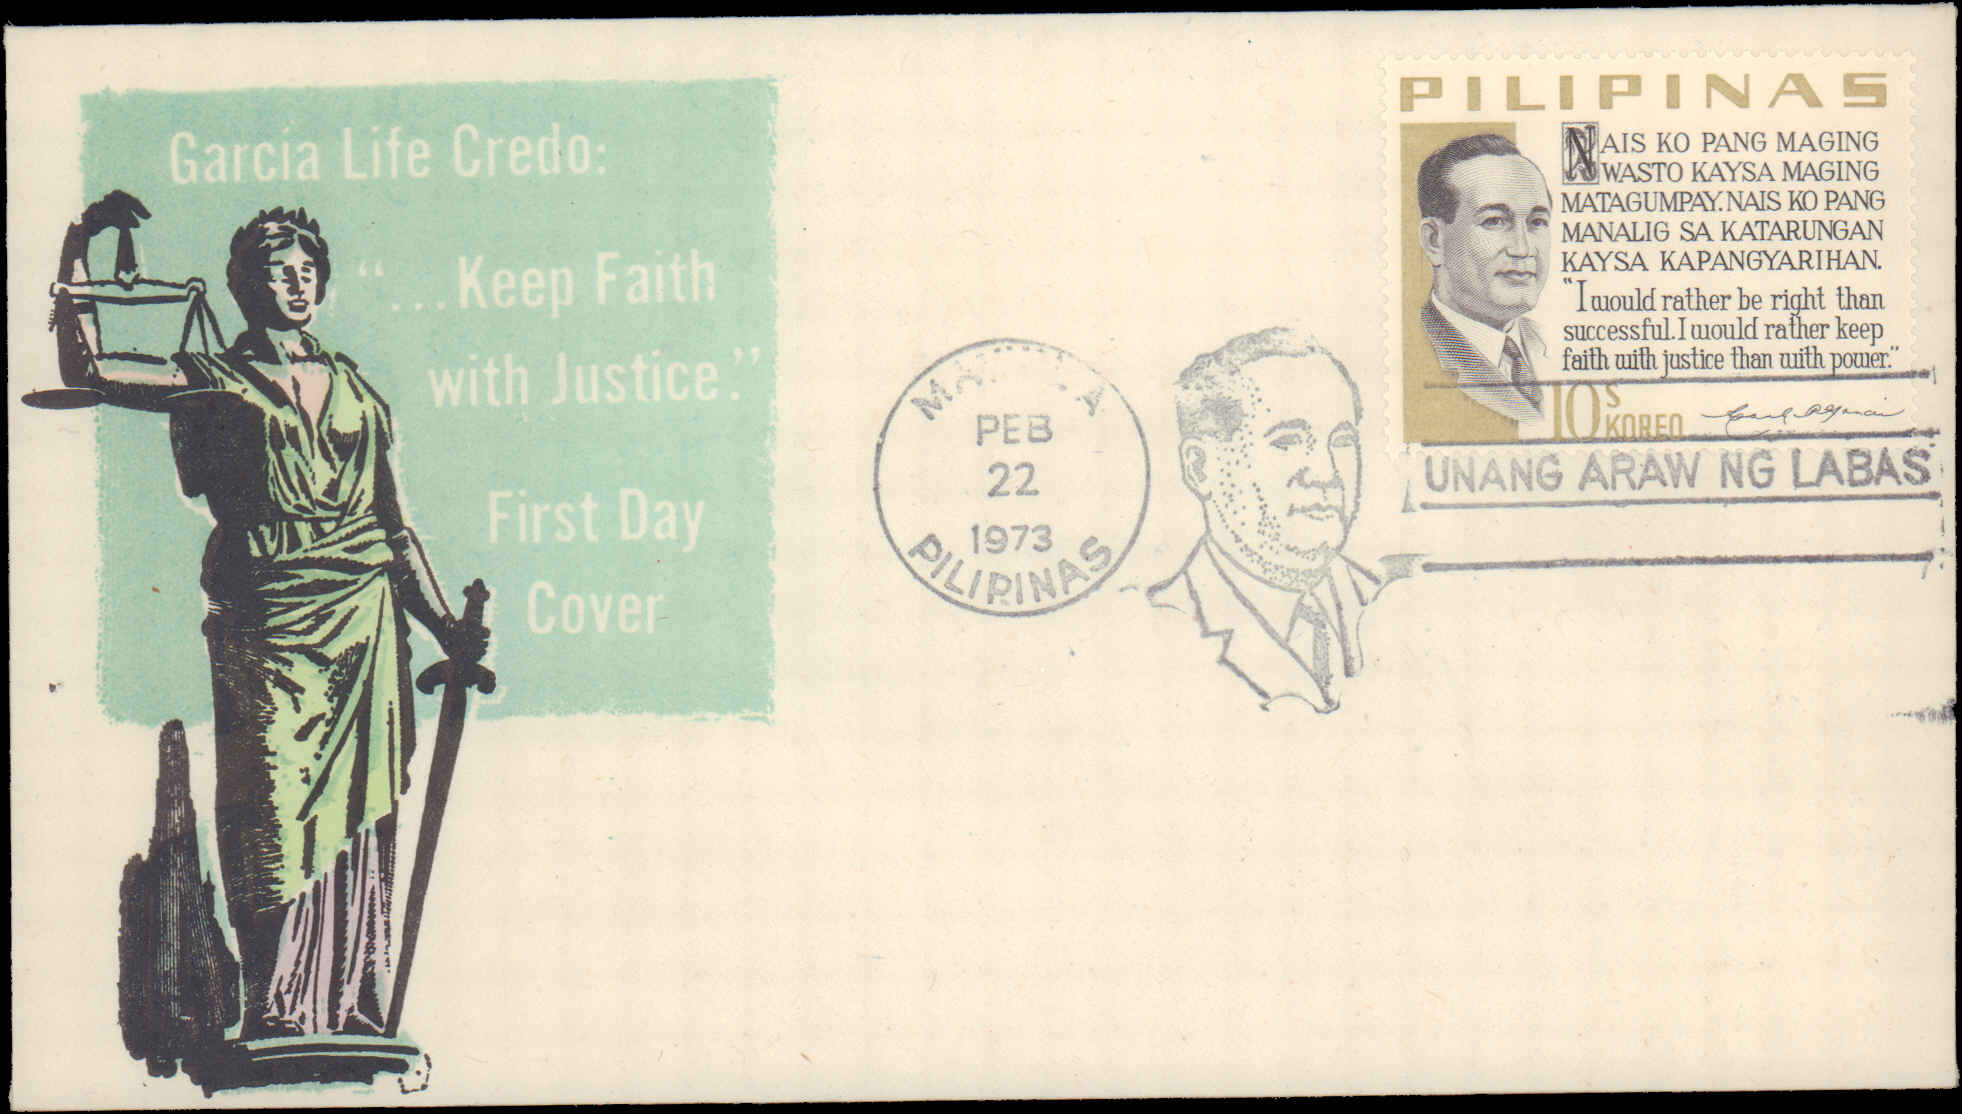 Garcia Life Credo:
“...Keep Faith
with Justice.”
First Day
Cover
PEB
22
1973
PILIPINAS
PILIPINAS
NAIS KO PANG MAGING
WASTO KAYSA MAGING
MATAGUMPAY. NAIS KO PANG
MANALIG SA KATARUNGAN
KAYSA KAPANGYARIHAN.
“I would rather be right than
successful. I would rather keep
faith with justice than with power.”
10s
KOREO
UNANG ARAW NG LABAS